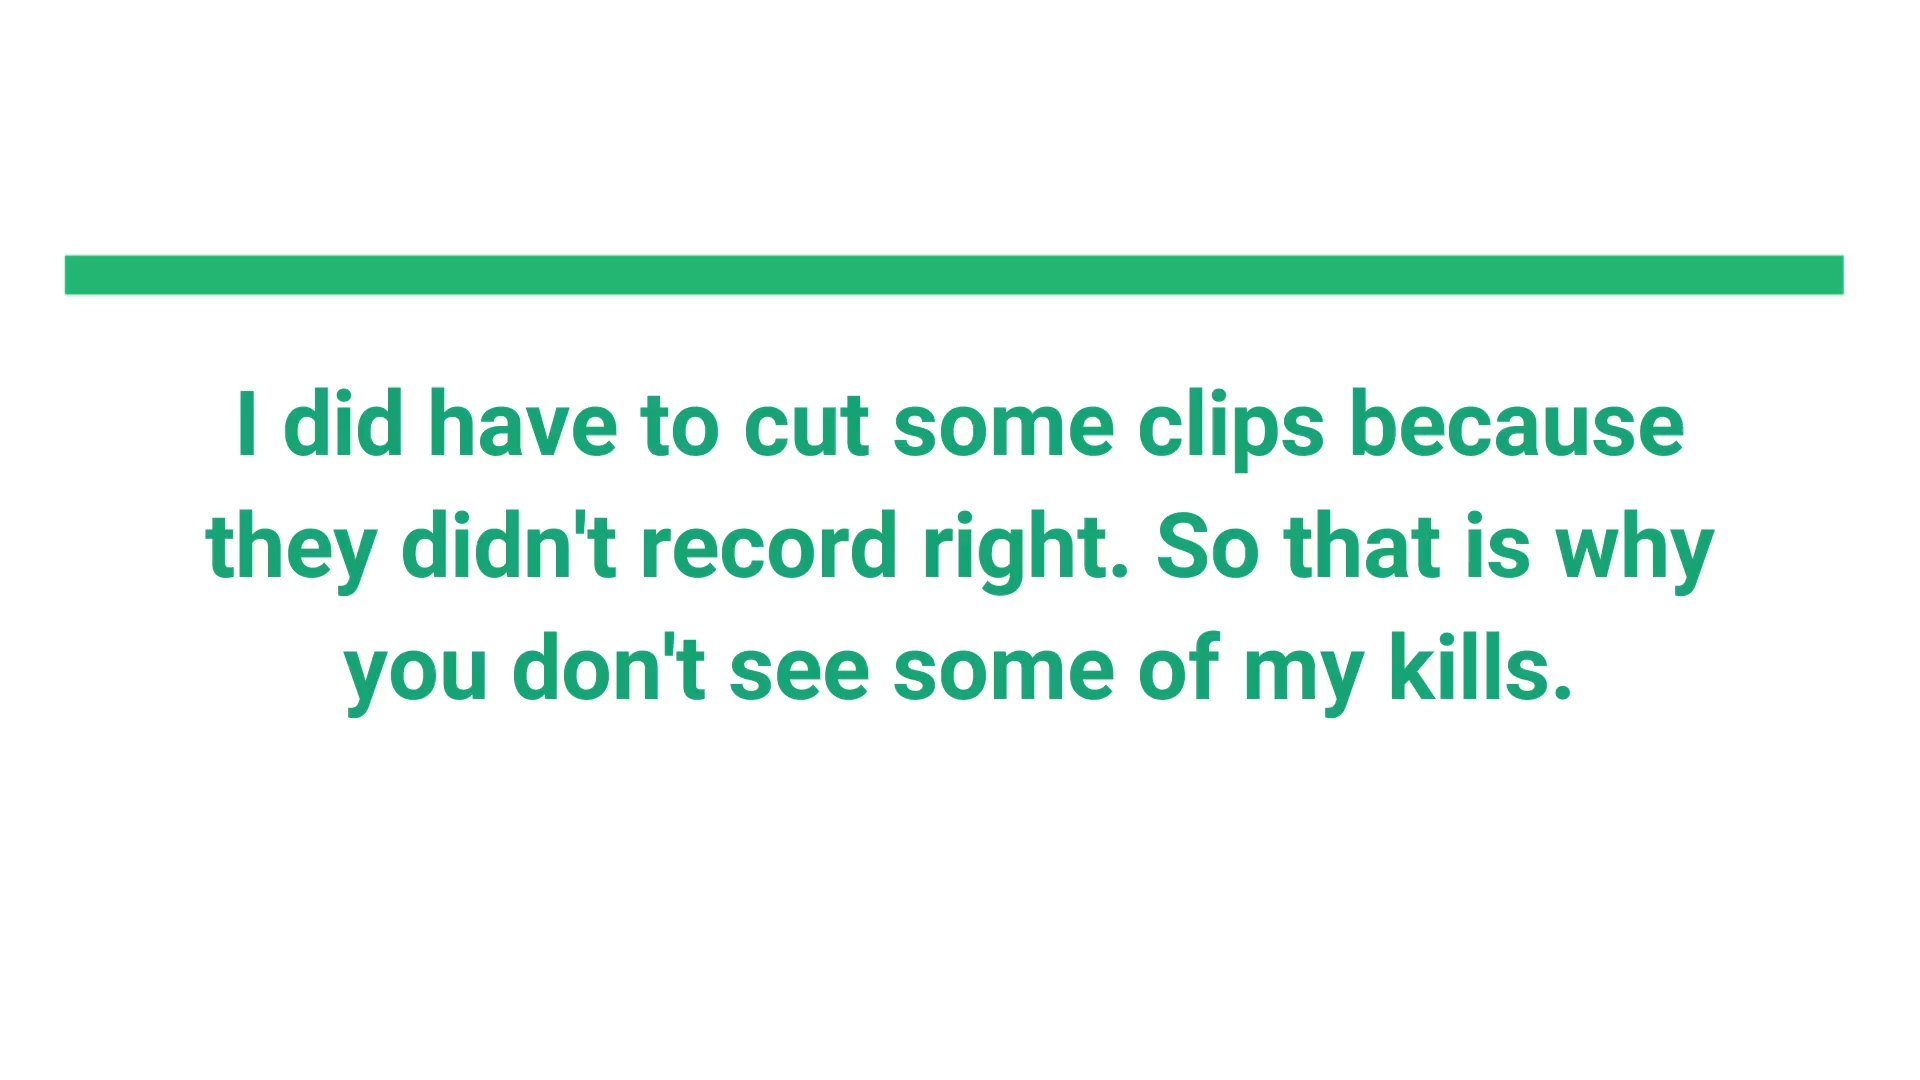 I did have to cut some clips because
they didn't record right. So that is why
you don't see some of my kills.